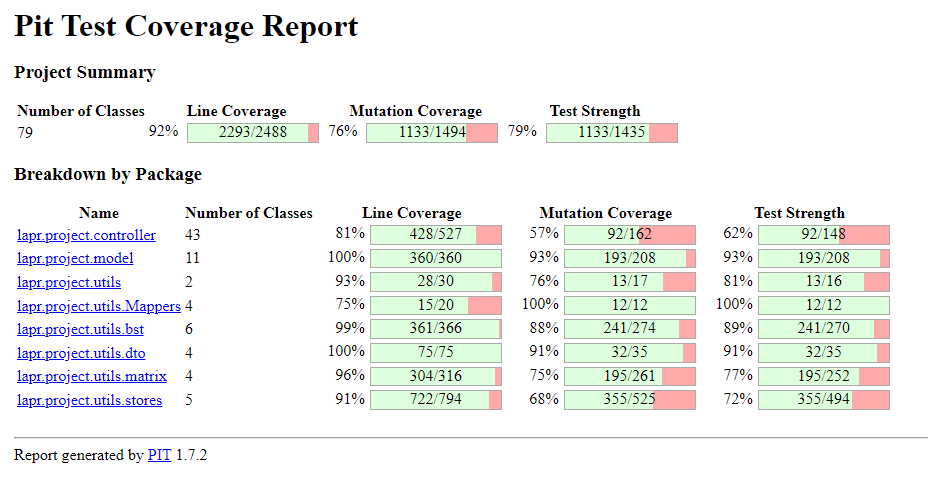 Pit Test Coverage Report
Project Summary
Number of Classes Line Coverage Mutation Coverage Test Strength
79 92% 2293/2488 76% 1133/1494 79% 1133/1435
Breakdown by Package
Name Number of Classes Line Coverage Mutation Coverage Test Strength
lapr.project.controller 43 81% 428/527 57% 92/162 62% 92/148
lapr.project.model 11 100% 360/360 93% 193/208 93% 193/208
lapr.project.utils 2 93% 28/30 76% 13/17 81% 13/16
lapr.project.utils.Mappers 4 75% 15/20 100% 12/12 100% 12/12
lapr.project.utils.bst 6 99% 361/366 88% 241/274 89% 241/270
lapr.project.utils.dto 4 100% 75/75 91% 32/35 91% 32/35
lapr.project.utils.matrix 4 96% 304/316 75% 195/261 77% 195/252
lapr.project.utils.stores 5 91% 722/794 68% 355/525 72% 355/494
Report generated by PIT 1.7.2